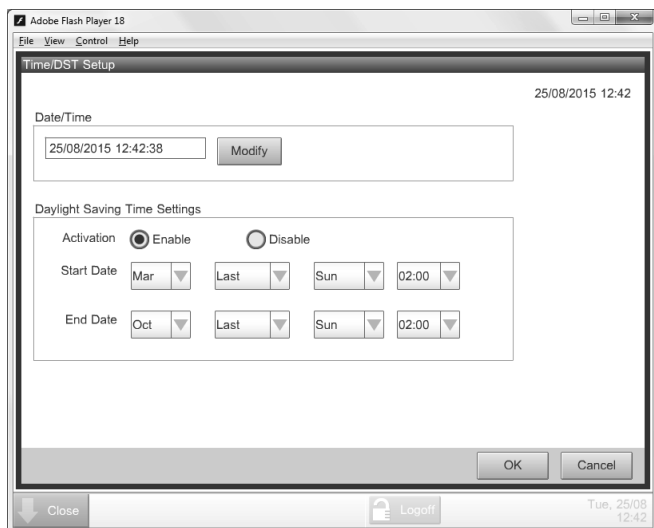 Adobe Flash Player 18
File View Control Help
Time/DST Setup
25/08/2015 12:42
Date/Time
25/08/2015 12:42:38 Modify
Daylight Saving Time Settings
Activation Enable Disable
Start Date Mar Last Sun 02:00
End Date Oct Last Sun 02:00
OK Cancel
Close Logoff Tue, 25/08
12:42